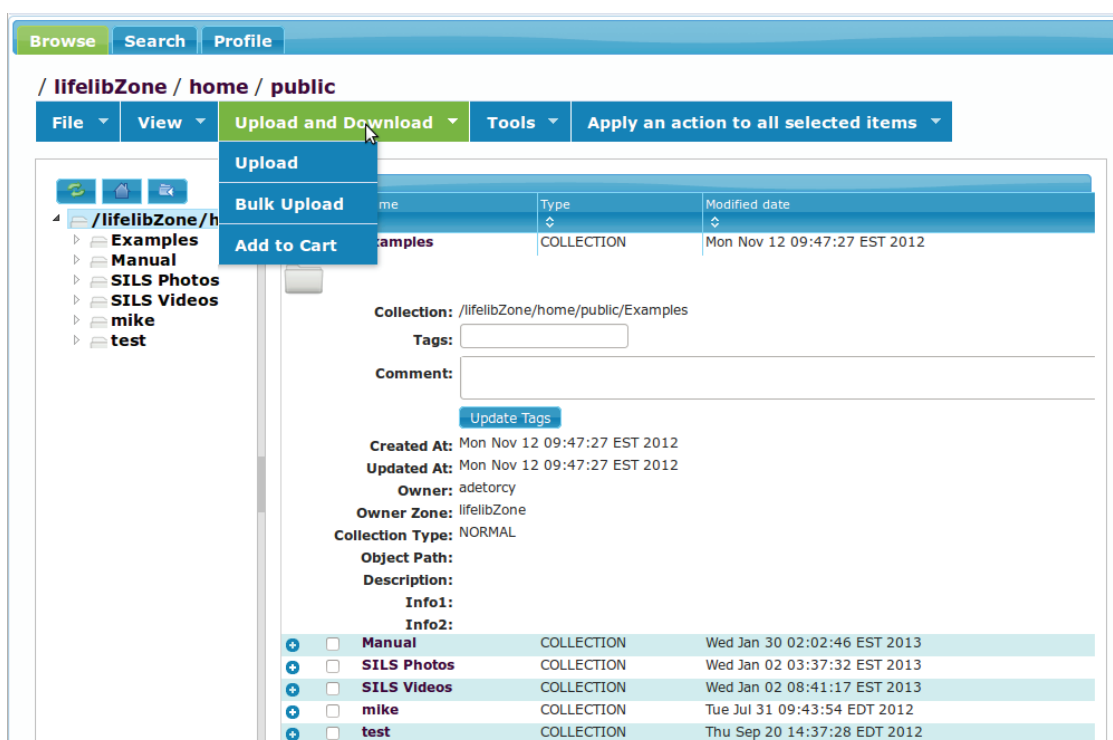 Browse Search Profile
/ lifelibZone / home / public
File View Upload and Download Tools Apply an action to all selected items
Upload
Bulk Upload
Add to Cart
/lifelibZone/h
Examples
Manual
SILS Photos
SILS Videos
mike
test
me Type Modified date
amples COLLECTION Mon Nov 12 09:47:27 EST 2012
Collection: /lifelibZone/home/public/Examples
Tags:
Comment:
Update Tags
Created At: Mon Nov 12 09:47:27 EST 2012
Updated At: Mon Nov 12 09:47:27 EST 2012
Owner: adetorcy
Owner Zone: lifelibZone
Collection Type: NORMAL
Object Path:
Description:
Info1:
Info2:
Manual COLLECTION Wed Jan 30 02:02:46 EST 2013
SILS Photos COLLECTION Wed Jan 02 03:37:32 EST 2013
SILS Videos COLLECTION Wed Jan 02 08:41:17 EST 2013
mike COLLECTION Tue Jul 31 09:43:54 EDT 2012
test COLLECTION Thu Sep 20 14:37:28 EDT 2012